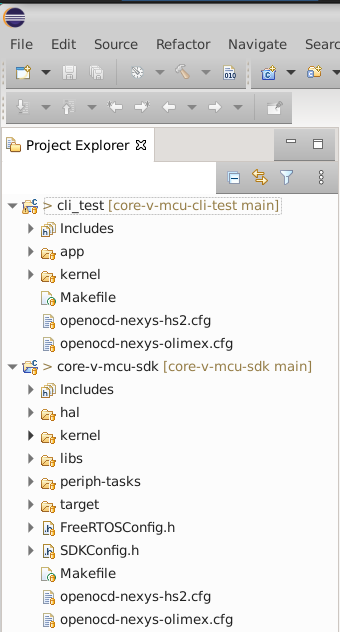 File Edit Source Refactor Navigate Searc
010
Project Explorer
> cli_test [core-v-mcu-cli-test main]
Includes
app
kernel
Makefile
openocd-nexys-hs2.cfg
openocd-nexys-olimex.cfg
> core-v-mcu-sdk [core-v-mcu-sdk main]
Includes
hal
kernel
libs
periph-tasks
target
FreeRTOSConfig.h
SDKConfig.h
Makefile
openocd-nexys-hs2.cfg
openocd-nexys-olimex.cfg